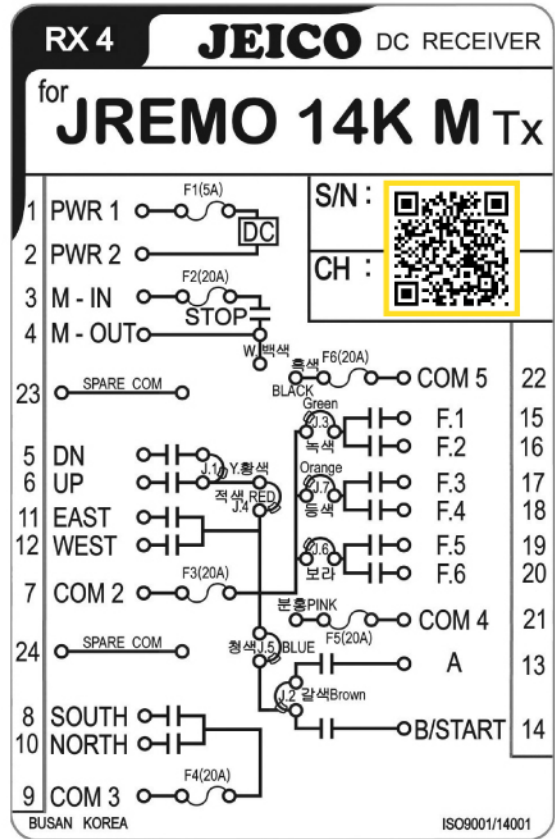 RX 4 JEICO DC RECEIVER
for JREMO 14K M Tx
S/N :
CH :
1 PWR 1 F1(5A)
DC
2 PWR 2
3 M - IN F2(20A)
STOP
4 M - OUT
W.백색
흑색 F6(20A)
BLACK COM 5 22
23 SPARE COM
Green
J.3 F.1 15
녹색 F.2 16
5 DN
J.1 Y.황색
6 UP
적색 RED
J.4
Orange
J.7 F.3 17
등색 F.4 18
11 EAST
12 WEST
J.6 F.5 19
보라 F.6 20
7 COM 2 F3(20A)
분홍PINK COM 4 21
F5(20A)
24 SPARE COM
청색J.5 BLUE
A 13
J.2 갈색Brown
8 SOUTH
B/START 14
10 NORTH
9 COM 3 F4(20A)
BUSAN KOREA ISO9001/14001